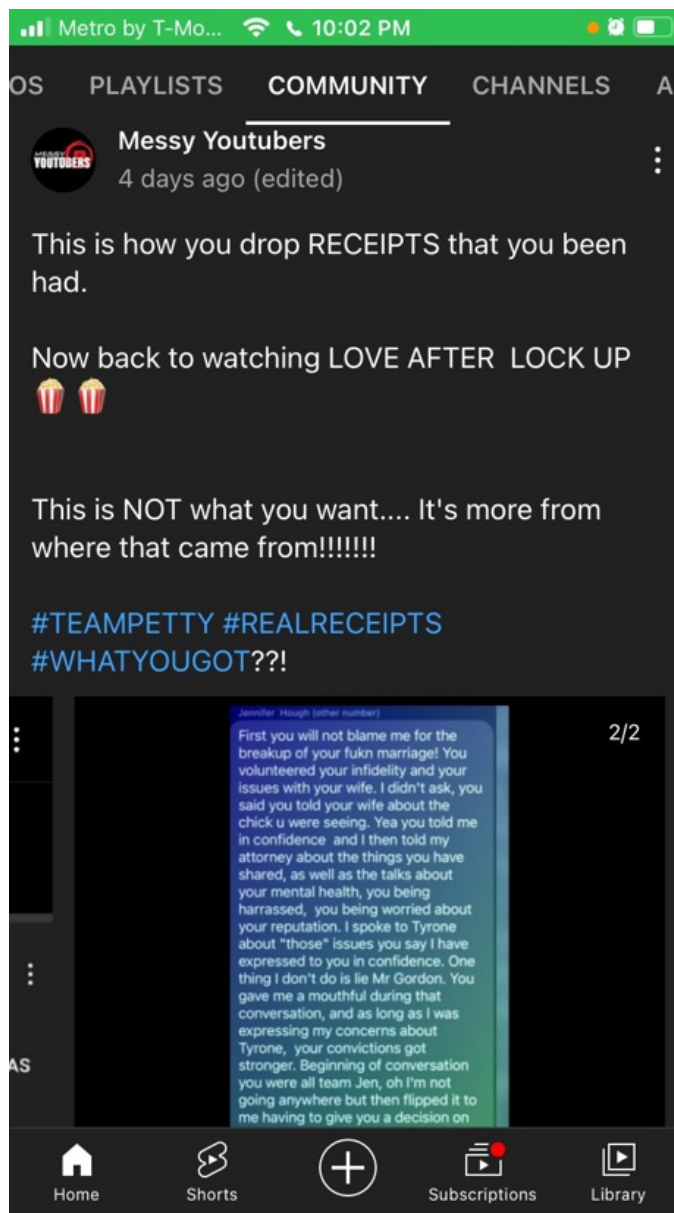 Metro by T-Mo... 10:02 PM
OS PLAYLISTS COMMUNITY CHANNELS A
MESSY
YOUTUBERS
Messy Youtubers
4 days ago (edited)
This is how you drop RECEIPTS that you been
had.
Now back to watching LOVE AFTER LOCK UP
🍿 🍿
This is NOT what you want.... It's more from
where that came from!!!!!!!
#TEAMPETTY #REALRECEIPTS
#WHATYOUGOT??!
2/2
Jennifer Hough (other number)
First you will not blame me for the
breakup of your fukn marriage! You
volunteered your infidelity and your
issues with your wife. I didn't ask, you
said you told your wife about the
chick u were seeing. Yea you told me
in confidence and I then told my
attorney about the things you have
shared, as well as the talks about
your mental health, you being
harrassed, you being worried about
your reputation. I spoke to Tyrone
about "those" issues you say I have
expressed to you in confidence. One
thing I don't do is lie Mr Gordon. You
gave me a mouthful during that
conversation, and as long as I was
expressing my concerns about
Tyrone, your convictions got
stronger. Beginning of conversation
you were all team Jen, oh I'm not
going anywhere but then flipped it to
me having to give you a decision on
AS
Home Shorts Subscriptions Library